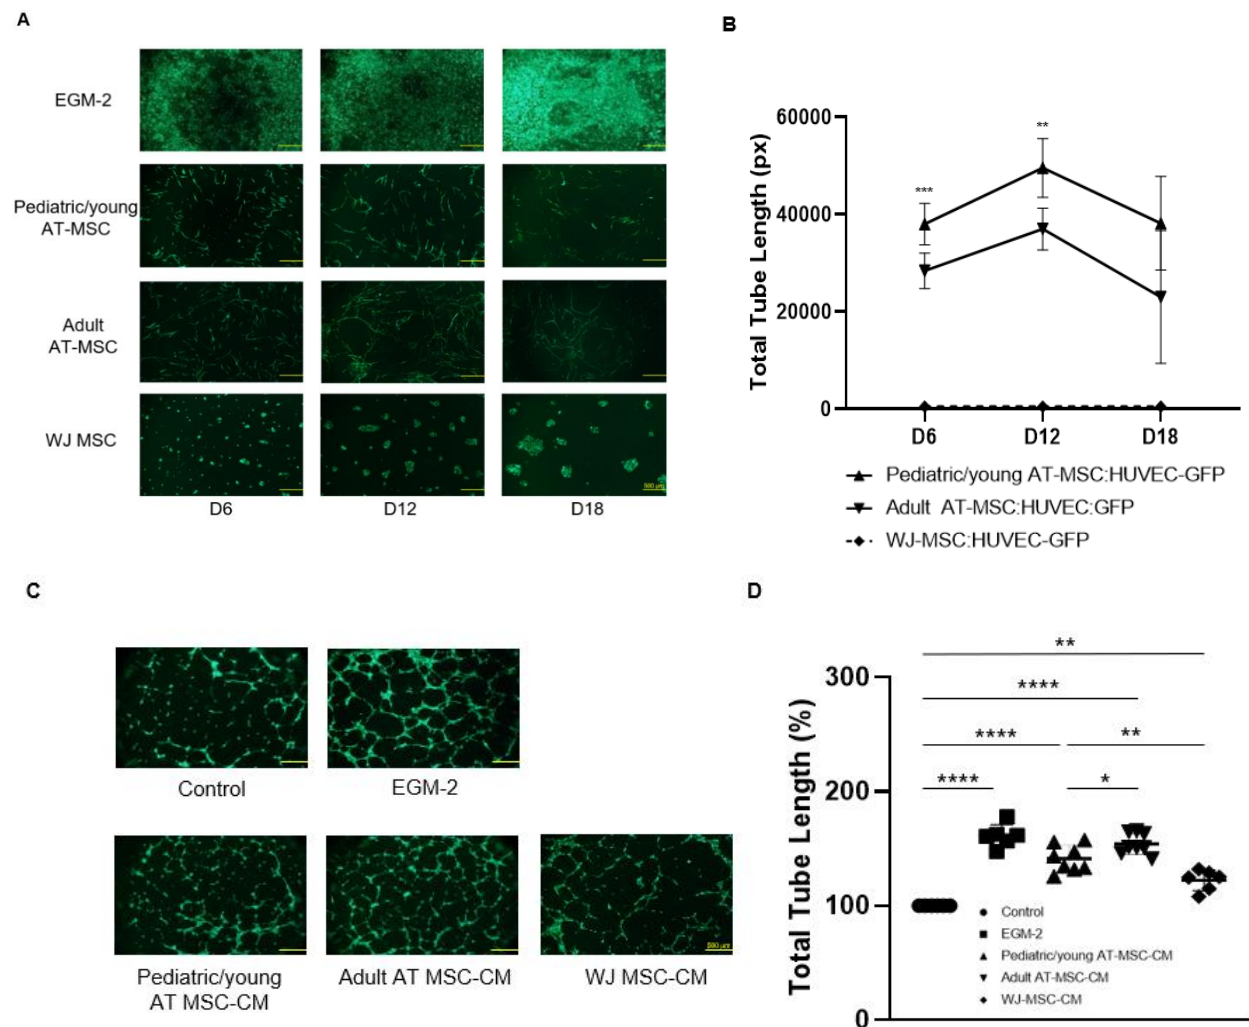 A
EGM-2
Pediatric/young
AT-MSC
Adult
AT-MSC
WJ MSC
500 µm
D6
D12
D18
B
Total Tube Length (px)
60000
40000
20000
0
***
**
D6
D12
D18
Pediatric/young AT-MSC:HUVEC-GFP
Adult AT-MSC:HUVEC:GFP
WJ-MSC:HUVEC-GFP
C
Control
EGM-2
500 µm
Pediatric/young
AT MSC-CM
Adult AT MSC-CM
WJ MSC-CM
D
Total Tube Length (%)
300
200
100
0
**
****
****
**
****
*
Control
EGM-2
Pediatric/young AT-MSC-CM
Adult AT-MSC-CM
WJ-MSC-CM